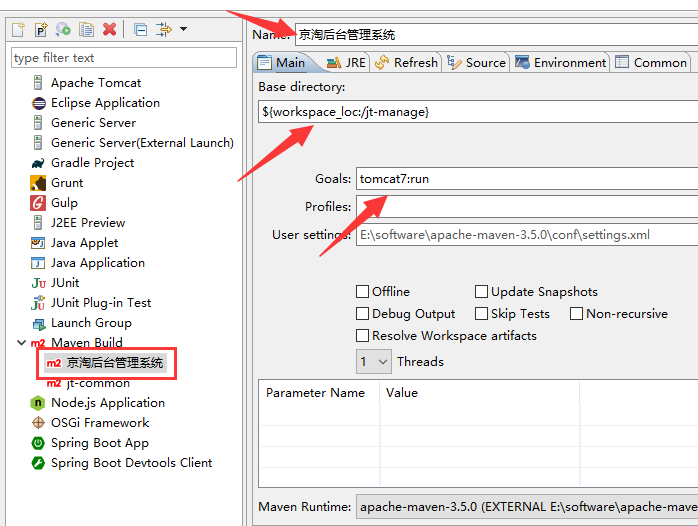 Name: 京淘后台管理系统
type filter text
Apache Tomcat
Eclipse Application
Generic Server
Generic Server(External Launch)
Gradle Project
Grunt
Gulp
J2EE Preview
Java Applet
Java Application
JUnit
JUnit Plug-in Test
Launch Group
m2 Maven Build
m2 京淘后台管理系统
m2 jt-common
Node.js Application
OSGi Framework
Spring Boot App
Spring Boot Devtools Client
Main JRE Refresh Source Environment Common
Base directory:
${workspace_loc:/jt-manage}
Goals: tomcat7:run
Profiles:
User settings: E:\software\apache-maven-3.5.0\conf\settings.xml
Offline Update Snapshots
Debug Output Skip Tests Non-recursive
Resolve Workspace artifacts
1 Threads
Parameter Name Value
Maven Runtime: apache-maven-3.5.0 (EXTERNAL E:\software\apache-maven